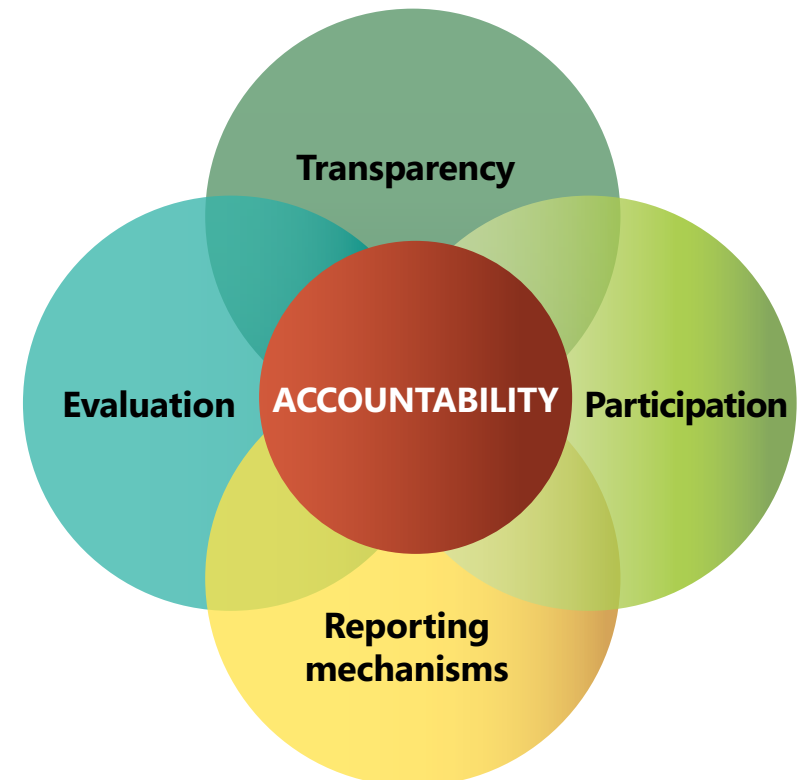 Transparency
Evaluation
ACCOUNTABILITY
Participation
Reporting
mechanisms